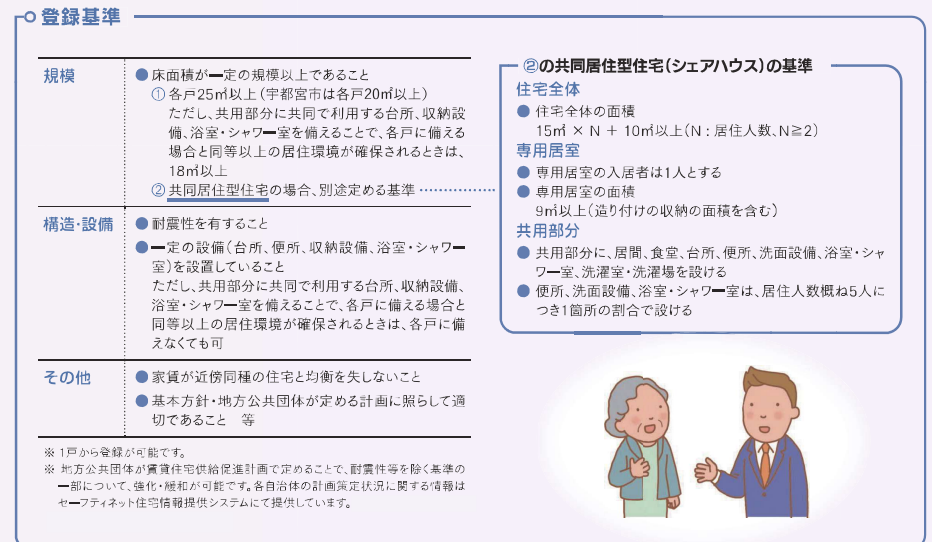 登録基準
規模
● 床面積が一定の規模以上であること
① 各戸25㎡以上（宇都宮市は各戸20㎡以上）
ただし、共用部分に共同で利用する台所、収納設
備、浴室・シャワー室を備えることで、各戸に備える
場合と同等以上の居住環境が確保されるときは、
18㎡以上
② 共同居住型住宅の場合、別途定める基準
構造・設備
● 耐震性を有すること
● 一定の設備（台所、便所、収納設備、浴室・シャワー
室）を設置していること
ただし、共用部分に共同で利用する台所、収納設備、
浴室・シャワー室を備えることで、各戸に備える場合と
同等以上の居住環境が確保されるときは、各戸に備
えなくても可
その他
● 家賃が近傍同種の住宅と均衡を失しないこと
● 基本方針・地方公共団体が定める計画に照らして適
切であること　等
※ 1戸から登録が可能です。
※ 地方公共団体が賃貸住宅供給促進計画で定めることで、耐震性等を除く基準の
一部について、強化・緩和が可能です。各自治体の計画策定状況に関する情報は
セーフティネット住宅情報提供システムにて提供しています。
②の共同居住型住宅（シェアハウス）の基準
住宅全体
● 住宅全体の面積
15㎡ × N ＋ 10㎡以上（N：居住人数、N≧2）
専用居室
● 専用居室の入居者は1人とする
● 専用居室の面積
9㎡以上（造り付けの収納の面積を含む）
共用部分
● 共用部分に、居間、食堂、台所、便所、洗面設備、浴室・シャ
ワー室、洗濯室・洗濯場を設ける
● 便所、洗面設備、浴室・シャワー室は、居住人数概ね5人に
つき1箇所の割合で設ける